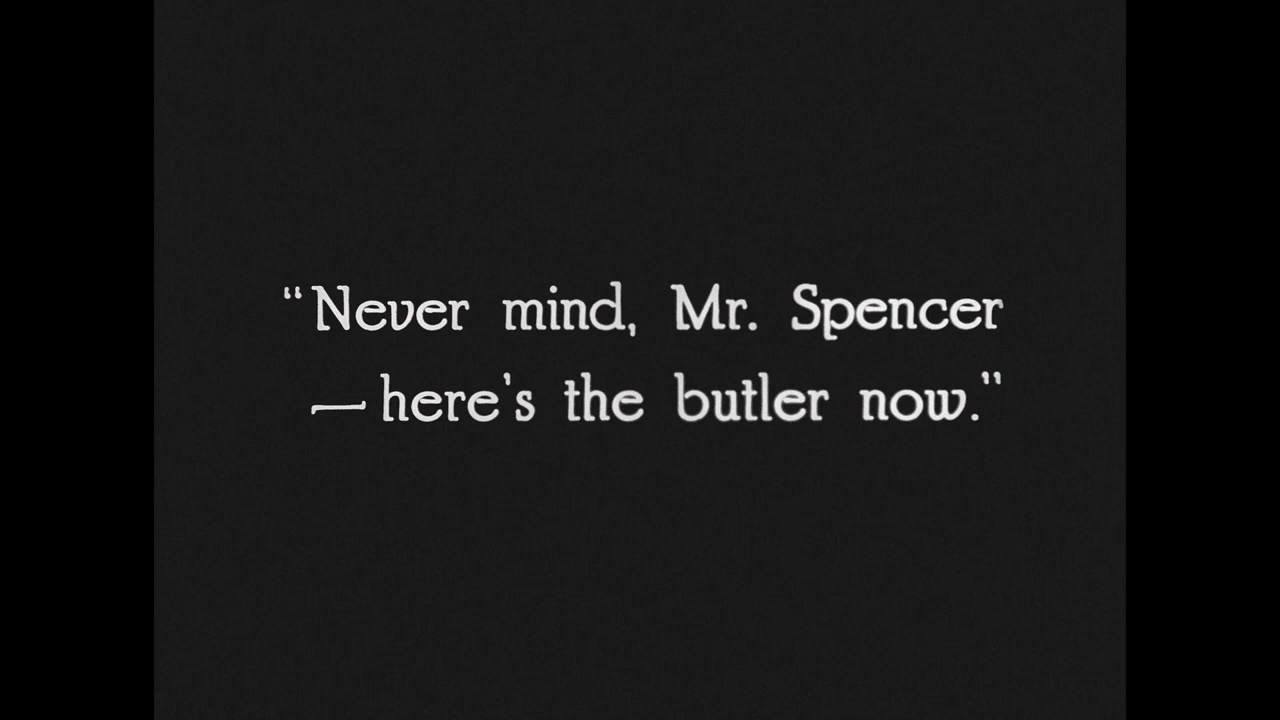 “Never mind, Mr. Spencer
—here's the butler now."